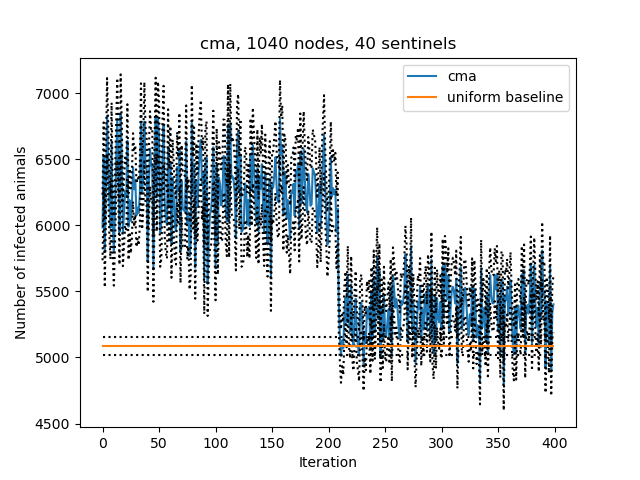 cma, 1040 nodes, 40 sentinels
cma
uniform baseline
Number of infected animals
7000
6500
6000
5500
5000
4500
0 50 100 150 200 250 300 350 400
Iteration